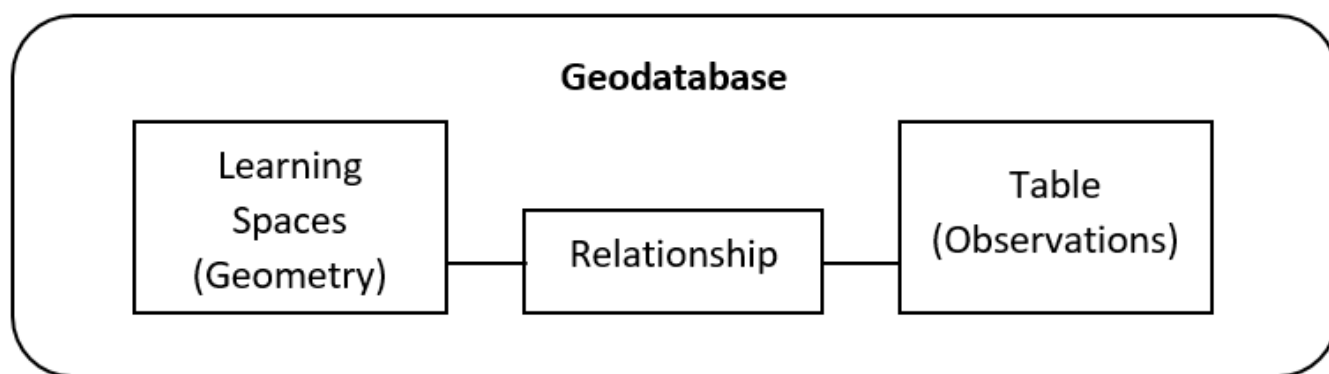 Geodatabase
Learning
Spaces
(Geometry)
Relationship
Table
(Observations)